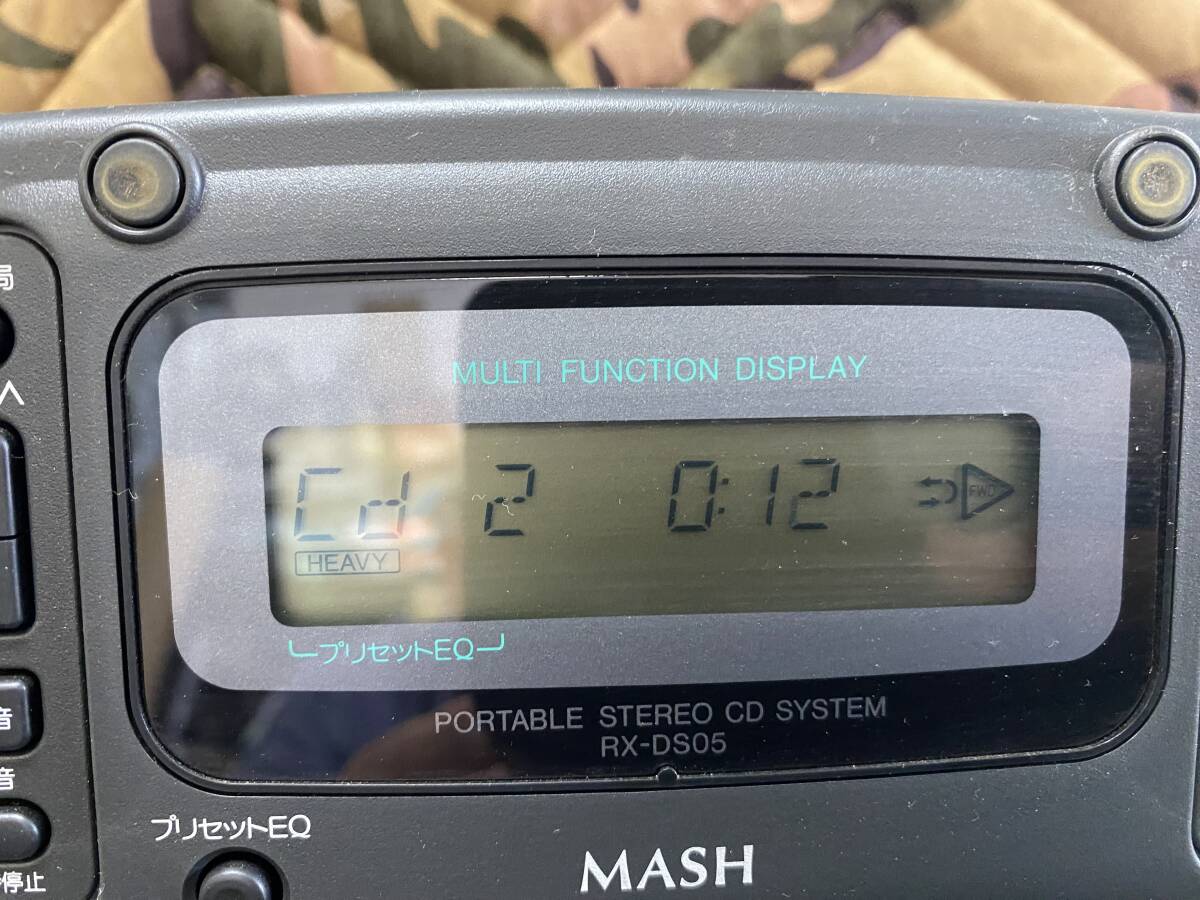 局
MULTI FUNCTION DISPLAY
Cd 2 0:12 FWD
HEAVY
プリセットEQ
音
PORTABLE STEREO CD SYSTEM
RX-DS05
音
プリセットEQ
MASH
停止